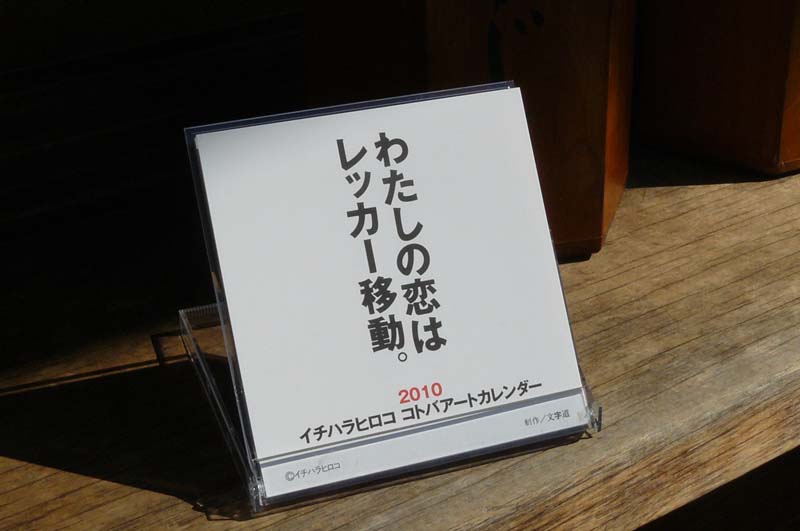 わたしの恋は
レッカー移動。
2010
イチハラヒロコ コトバアートカレンダー
制作／文字道
©イチハラヒロコ